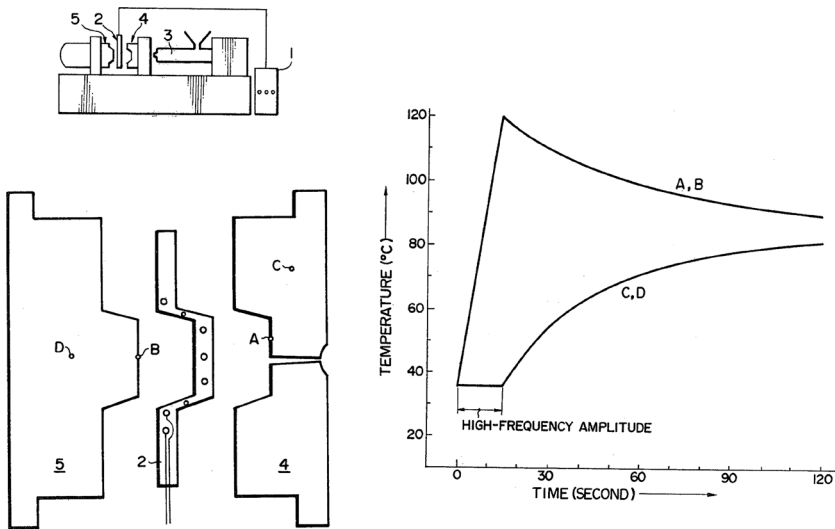 5 2 4
3
1
D
B
5
2
C
A
4
TEMPERATURE (°C)
120
100
80
60
40
20
A,B
C,D
HIGH-FREQUENCY AMPLITUDE
0 30 60 90 120
TIME (SECOND)